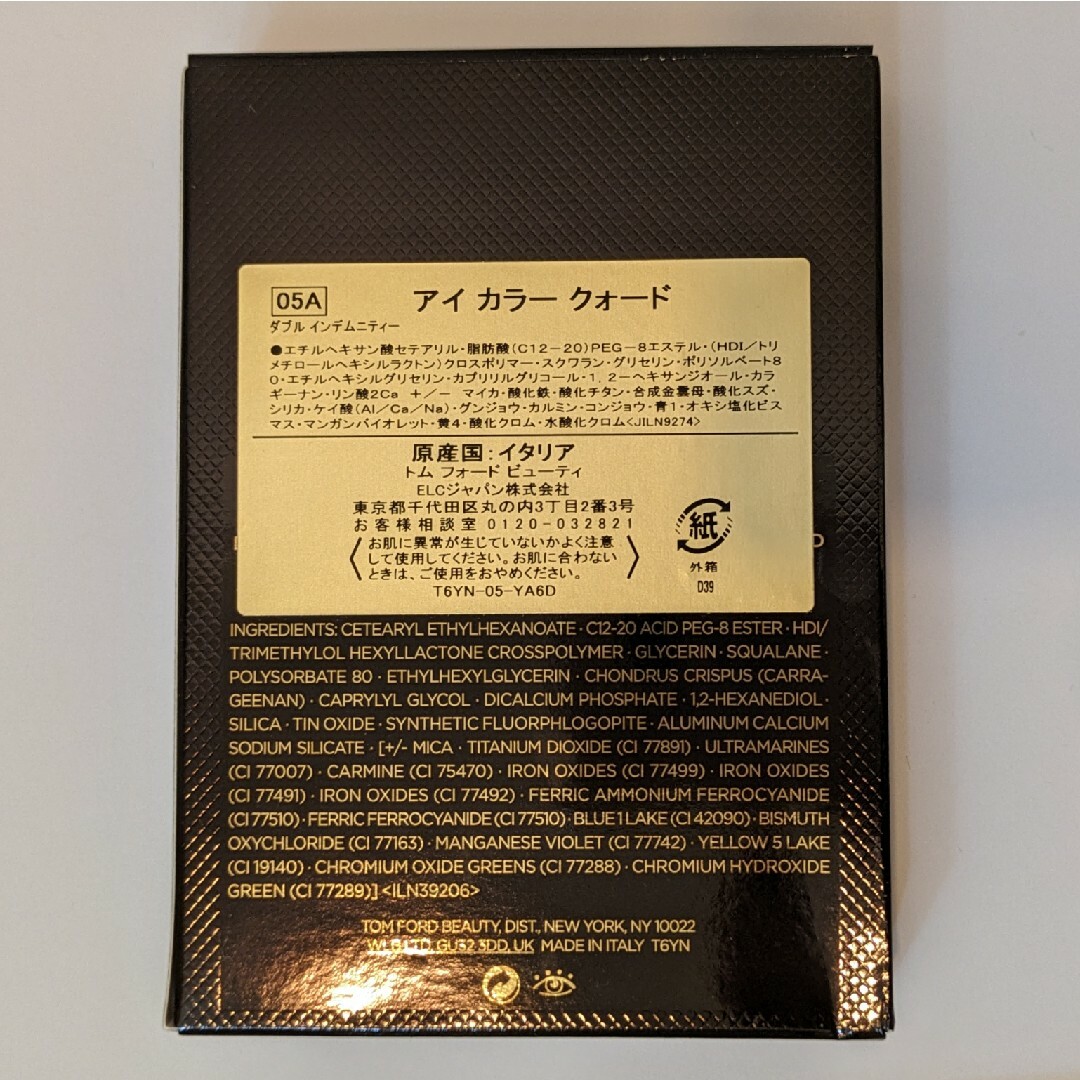 05A
アイ カラー クォード
ダブル インデムニティー
●エチルヘキサン酸セテアリル・脂肪酸(C12-20)PEG-8エステル・(HDI/トリ
メチロールヘキシルラクトン)クロスポリマー・スクワラン・グリセリン・ポリソルベート8
0・エチルヘキシルグリセリン・カプリリルグリコール・1,2-ヘキサンジオール・カラ
ギーナン・リン酸2Ca +/- マイカ・酸化鉄・酸化チタン・合成金雲母・酸化スズ・
シリカ・ケイ酸(Al/Ca/Na)・グンジョウ・カルミン・コンジョウ・青1・オキシ塩化ビス
マス・マンガンバイオレット・黄4・酸化クロム・水酸化クロム<JILN9274>
原産国:イタリア
トム フォード ビューティ
ELCジャパン株式会社
東京都千代田区丸の内3丁目2番3号
お客様相談室 0120-032821
お肌に異常が生じていないかよく注意
して使用してください。お肌に合わない
ときは、ご使用をおやめください。
T6YN-05-YA6D
紙
外箱
D39
INGREDIENTS: CETEARYL ETHYLHEXANOATE · C12-20 ACID PEG-8 ESTER · HDI/
TRIMETHYLOL HEXYLLACTONE CROSSPOLYMER · GLYCERIN · SQUALANE ·
POLYSORBATE 80 · ETHYLHEXYLGLYCERIN · CHONDRUS CRISPUS (CARRA-
GEENAN) · CAPRYLYL GLYCOL · DICALCIUM PHOSPHATE · 1,2-HEXANEDIOL ·
SILICA · TIN OXIDE · SYNTHETIC FLUORPHLOGOPITE · ALUMINUM CALCIUM
SODIUM SILICATE · [+/- MICA · TITANIUM DIOXIDE (CI 77891) · ULTRAMARINES
(CI 77007) · CARMINE (CI 75470) · IRON OXIDES (CI 77499) · IRON OXIDES
(CI 77491) · IRON OXIDES (CI 77492) · FERRIC AMMONIUM FERROCYANIDE
(CI 77510) · FERRIC FERROCYANIDE (CI 77510) · BLUE 1 LAKE (CI 42090) · BISMUTH
OXYCHLORIDE (CI 77163) · MANGANESE VIOLET (CI 77742) · YELLOW 5 LAKE
(CI 19140) · CHROMIUM OXIDE GREENS (CI 77288) · CHROMIUM HYDROXIDE
GREEN (CI 77289)] <ILN39206>
TOM FORD BEAUTY, DIST., NEW YORK, NY 10022
WLG LTD. GU32 3DD, UK MADE IN ITALY T6YN